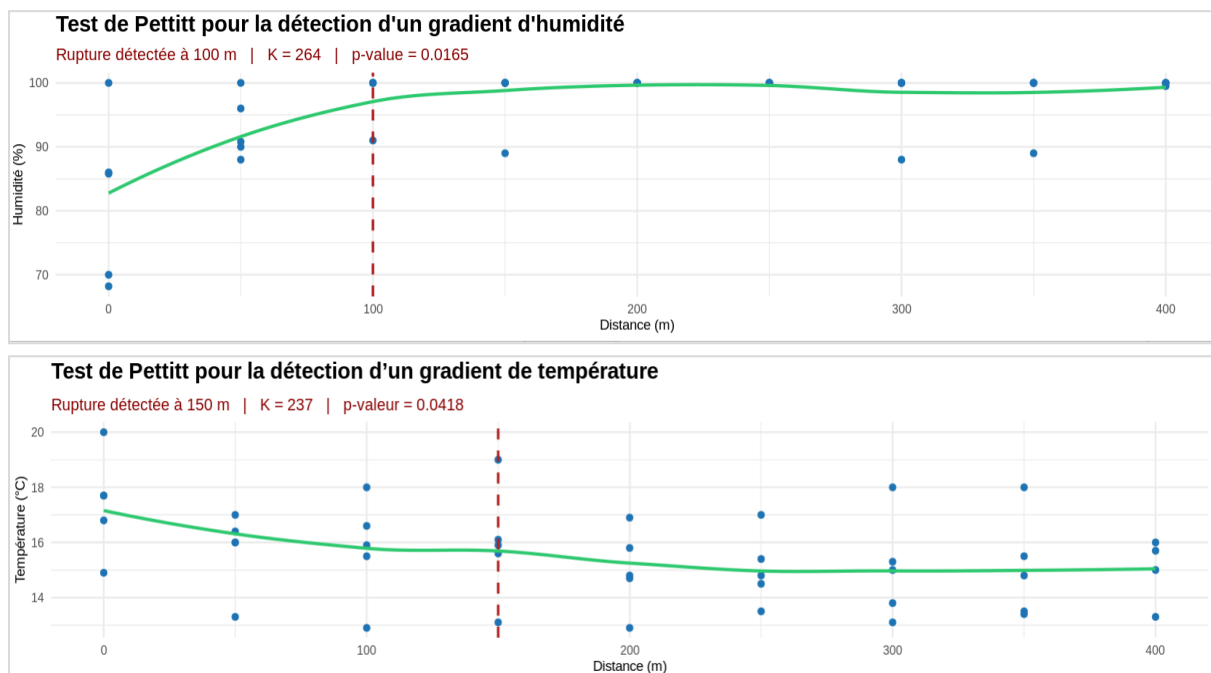 Test de Pettitt pour la détection d'un gradient d'humidité
Rupture détectée à 100 m | K = 264 | p-value = 0.0165
Humidité (%)
100
90
80
70
0 100 200 300 400
Distance (m)
Test de Pettitt pour la détection d’un gradient de température
Rupture détectée à 150 m | K = 237 | p-valeur = 0.0418
Température (°C)
20
18
16
14
0 100 200 300 400
Distance (m)